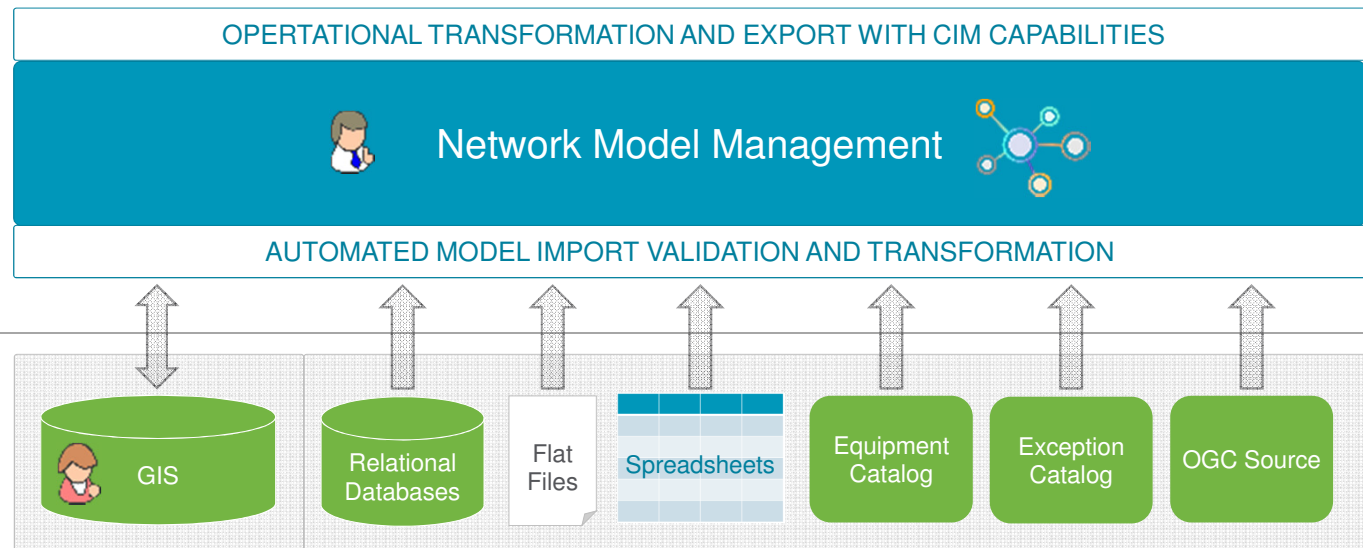 OPERTATIONAL TRANSFORMATION AND EXPORT WITH CIM CAPABILITIES
Network Model Management
AUTOMATED MODEL IMPORT VALIDATION AND TRANSFORMATION
GIS
Relational
Databases
Flat
Files
Spreadsheets
Equipment
Catalog
Exception
Catalog
OGC Source